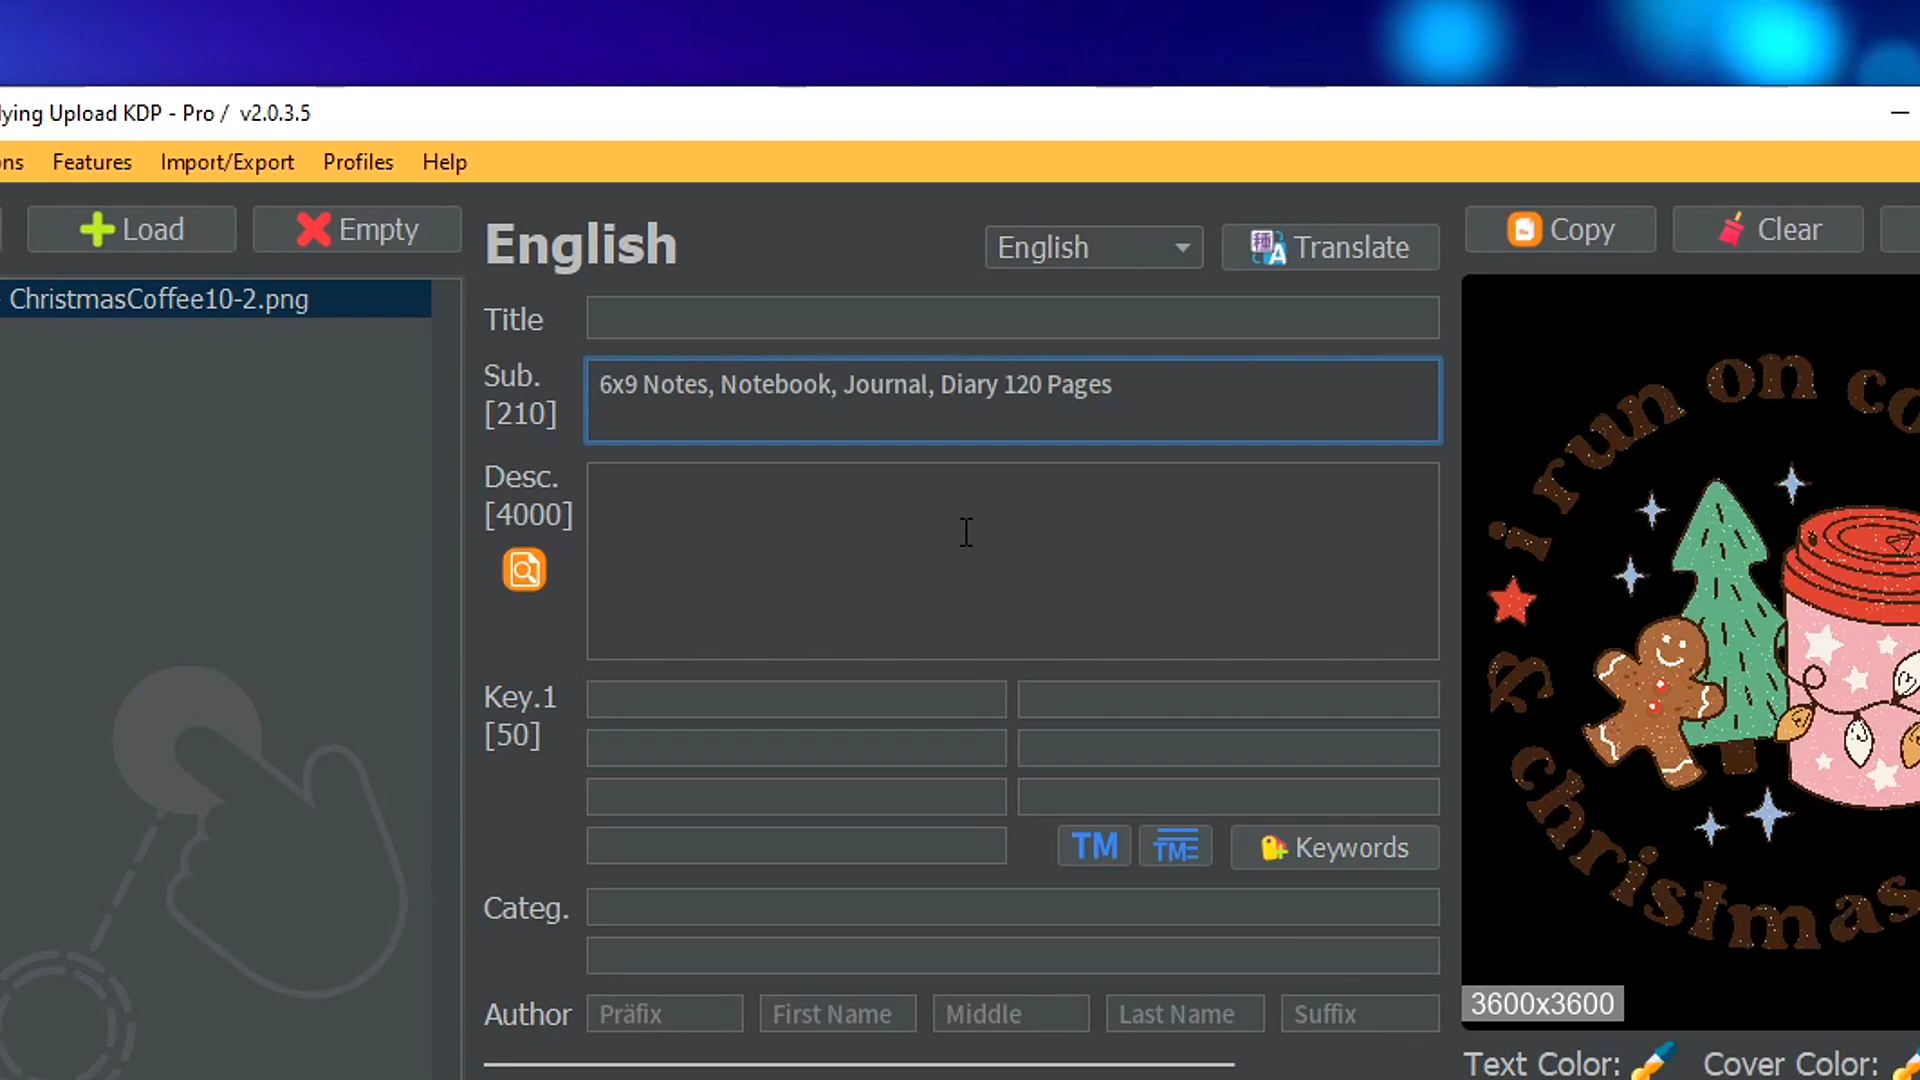 lying Upload KDP - Pro / v2.0.3.5
ns Features Import/Export Profiles Help
Load Empty
English
English
Translate
Copy Clear
ChristmasCoffee10-2.png
Title
Sub.
[210]
6x9 Notes, Notebook, Journal, Diary 120 Pages
Desc.
[4000]
Key.1
[50]
TM
TM
Keywords
Categ.
Author Präfix First Name Middle Last Name Suffix
i run on co
& christmas
3600x3600
Text Color: Cover Color: